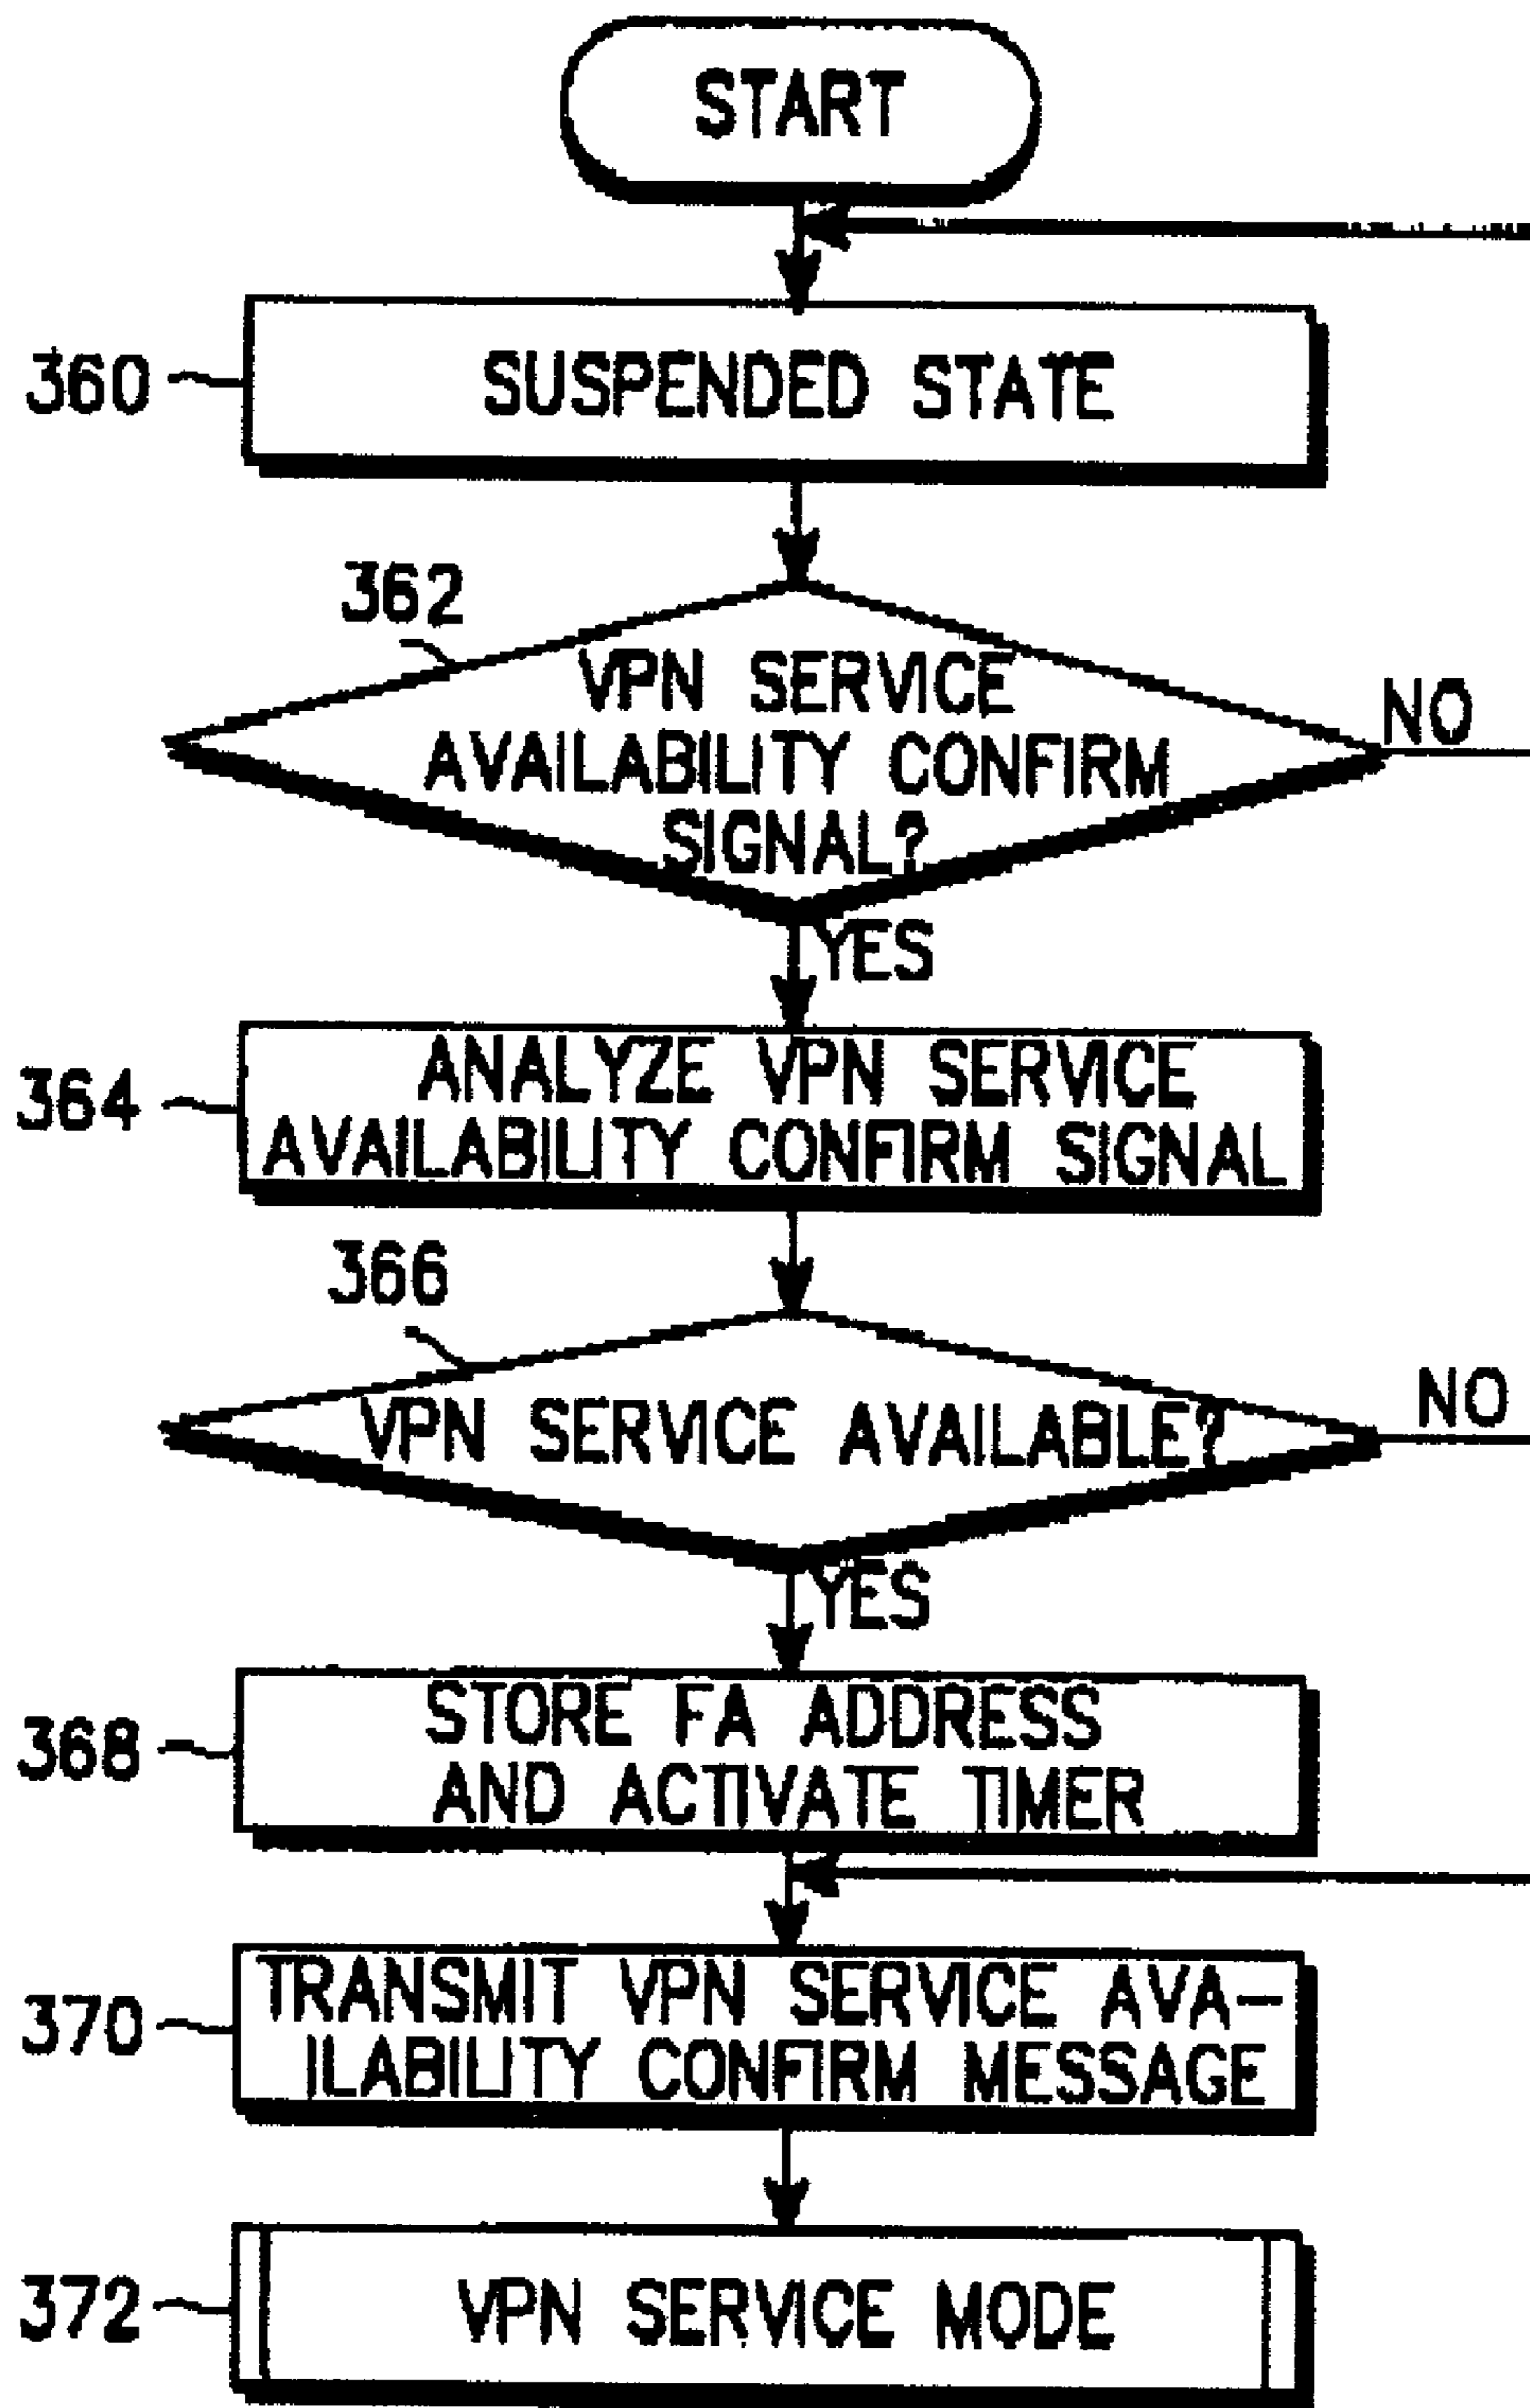 START
360
SUSPENDED STATE
362
VPN SERVICE
AVAILABILITY CONFIRM
SIGNAL?
NO
YES
364
ANALYZE VPN SERVICE
AVAILABILITY CONFIRM SIGNAL
366
VPN SERVICE AVAILABLE?
NO
YES
368
STORE FA ADDRESS
AND ACTIVATE TIMER
370
TRANSMIT VPN SERVICE AVA-
ILABILITY CONFIRM MESSAGE
372
VPN SERVICE MODE